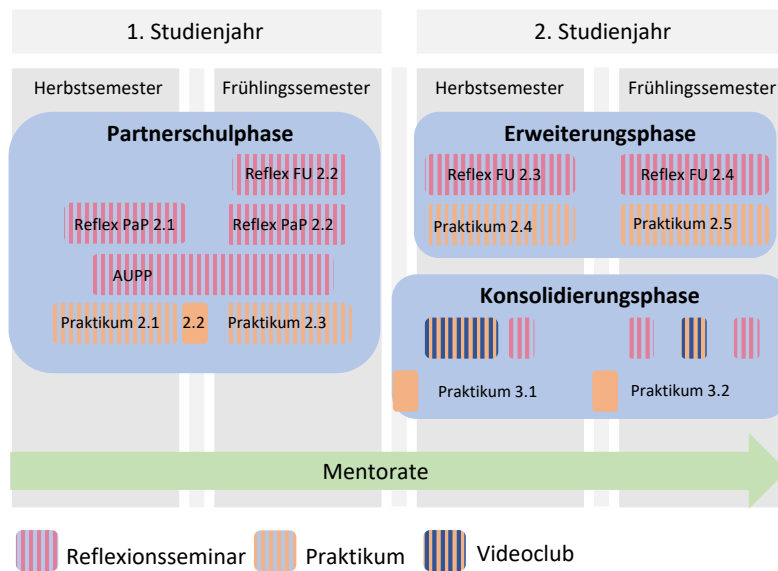 1. Studienjahr
2. Studienjahr
Herbstsemester
Frühlingssemester
Herbstsemester
Frühlingssemester
Partnerschulphase
Reflex FU 2.2
Reflex PaP 2.1
Reflex PaP 2.2
AUPP
Praktikum 2.1
2.2
Praktikum 2.3
Erweiterungsphase
Reflex FU 2.3
Reflex FU 2.4
Praktikum 2.4
Praktikum 2.5
Konsolidierungsphase
Praktikum 3.1
Praktikum 3.2
Mentorate
Reflexionsseminar
Praktikum
Videoclub